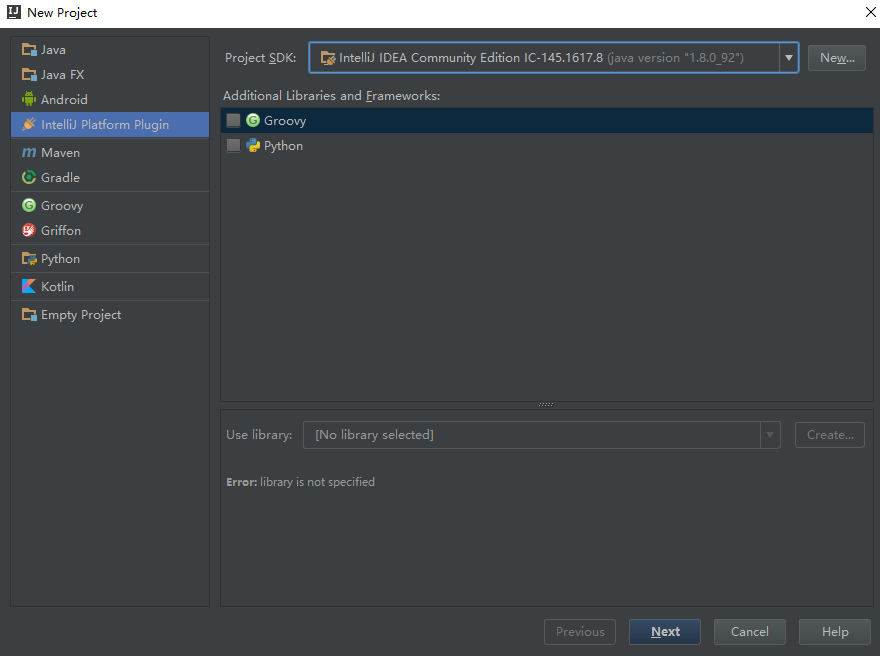 New Project
Java
Java FX
Android
IntelliJ Platform Plugin
Maven
Gradle
Groovy
Griffon
Python
Kotlin
Empty Project
Project SDK: IntelliJ IDEA Community Edition IC-145.1617.8 (java version "1.8.0_92") New...
Additional Libraries and Frameworks:
Groovy
Python
Use library: [No library selected] Create...
Error: library is not specified
Previous Next Cancel Help